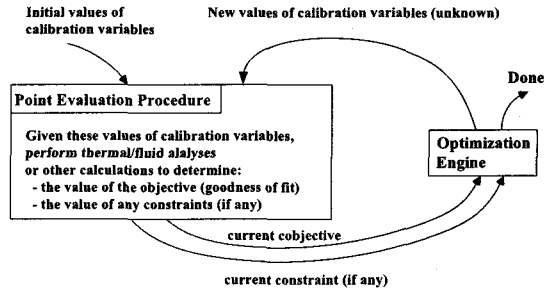 Initial values of
calibration variables
New values of calibration variables (unknown)
Done
Point Evaluation Procedure
Given these values of calibration variables,
perform thermal/fluid alalyses
or other calculations to determine:
- the value of the objective (goodness of fit)
- the value of any constraints (if any)
Optimization
Engine
current cobjective
current constraint (if any)